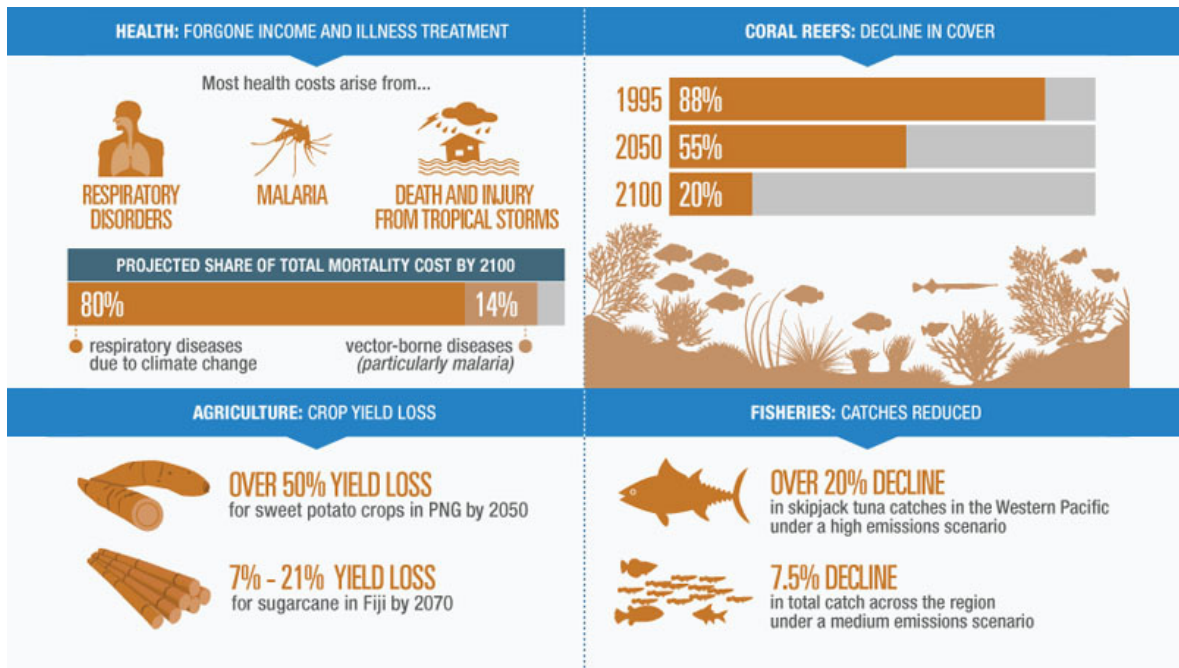 HEALTH: FORGONE INCOME AND ILLNESS TREATMENT
Most health costs arise from...
RESPIRATORY
DISORDERS
MALARIA
DEATH AND INJURY
FROM TROPICAL STORMS
PROJECTED SHARE OF TOTAL MORTALITY COST BY 2100
80%
14%
respiratory diseases
due to climate change
vector-borne diseases
(particularly malaria)
CORAL REEFS: DECLINE IN COVER
1995 88%
2050 55%
2100 20%
AGRICULTURE: CROP YIELD LOSS
OVER 50% YIELD LOSS
for sweet potato crops in PNG by 2050
7% - 21% YIELD LOSS
for sugarcane in Fiji by 2070
FISHERIES: CATCHES REDUCED
OVER 20% DECLINE
in skipjack tuna catches in the Western Pacific
under a high emissions scenario
7.5% DECLINE
in total catch across the region
under a medium emissions scenario